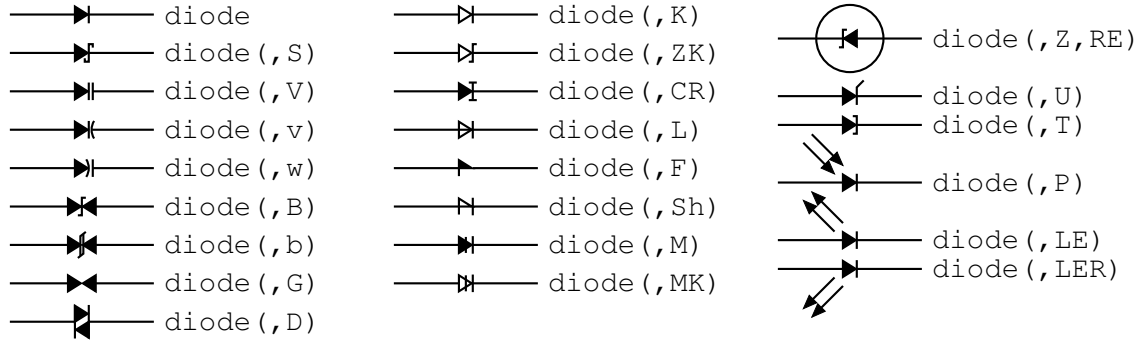 diode
diode(,S)
diode(,V)
diode(,v)
diode(,w)
diode(,B)
diode(,b)
diode(,G)
diode(,D)
diode(,K)
diode(,ZK)
diode(,CR)
diode(,L)
diode(,F)
diode(,Sh)
diode(,M)
diode(,MK)
diode(,Z,RE)
diode(,U)
diode(,T)
diode(,P)
diode(,LE)
diode(,LER)